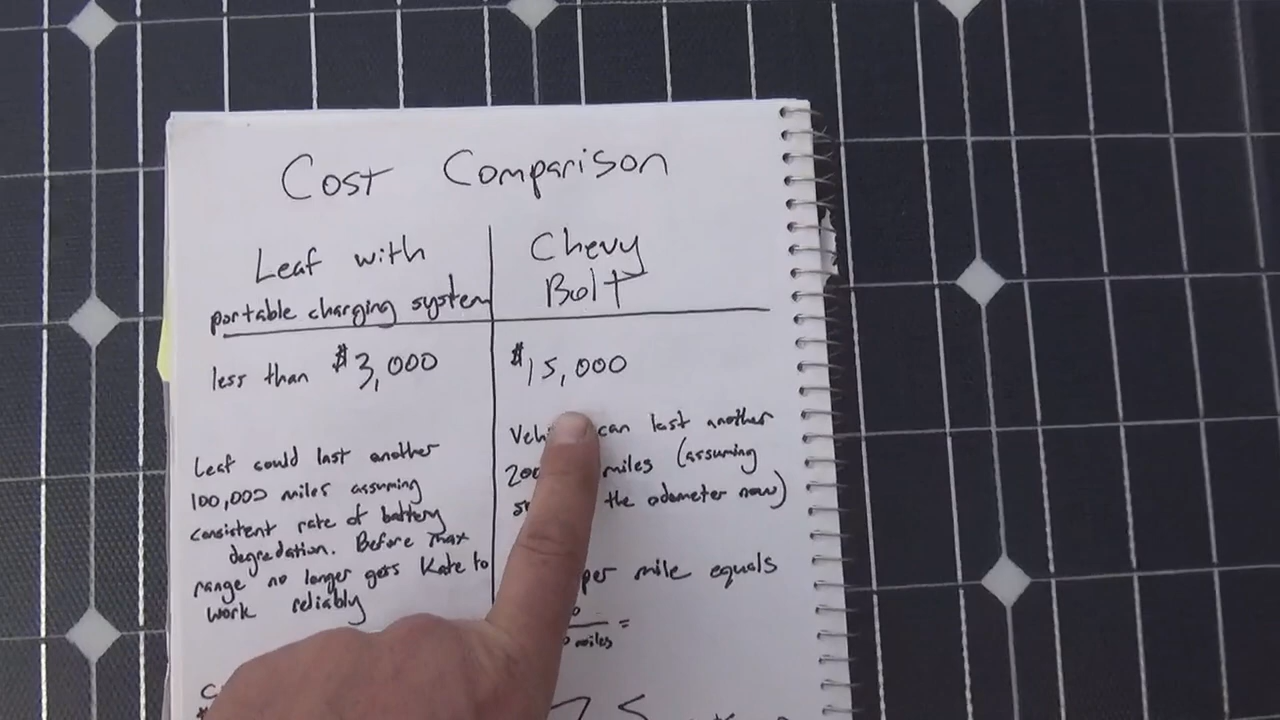 Cost Comparison
Leaf with
portable charging system
less than $3,000
Leaf could last another
100,000 miles assuming
consistent rate of battery
degradation. Before max
range no longer gets Kate to
work reliably
Chevy
Bolt
$15,000
can last another
miles (assuming
the odometer now)
per mile equals
miles =